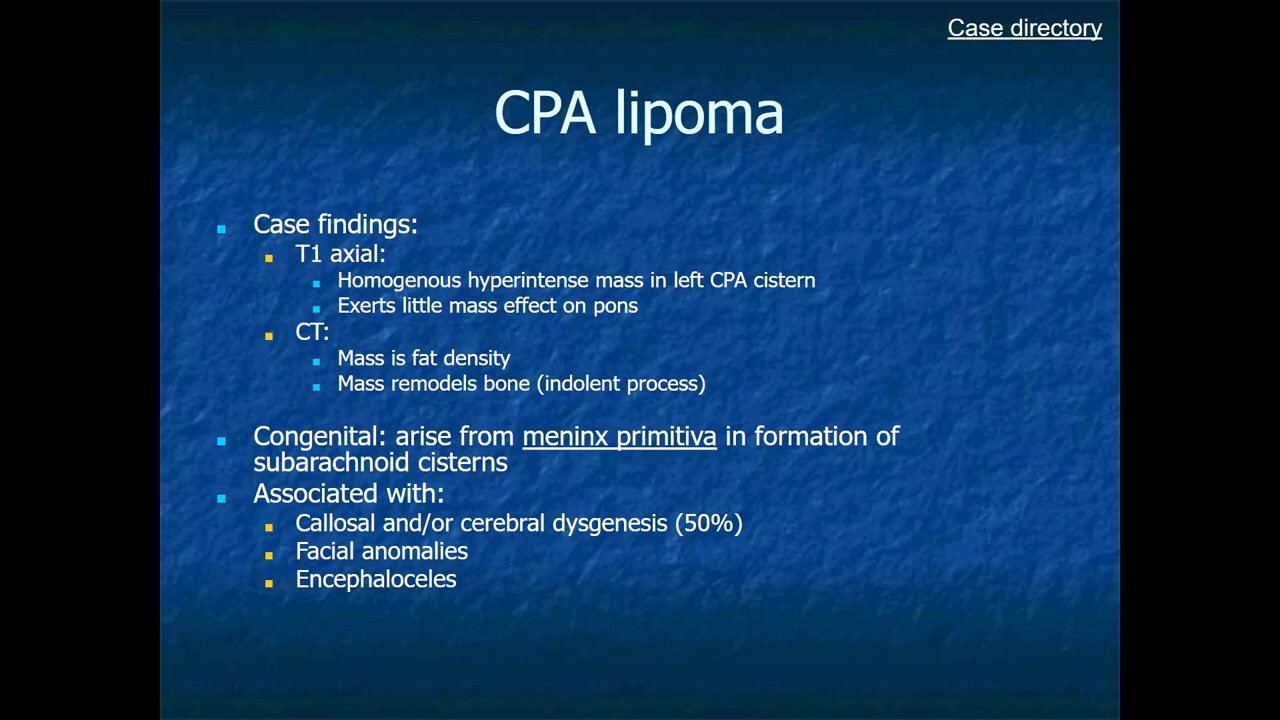 Case directory
CPA lipoma
Case findings:
T1 axial:
Homogenous hyperintense mass in left CPA cistern
Exerts little mass effect on pons
CT:
Mass is fat density
Mass remodels bone (indolent process)
Congenital: arise from meninx primitiva in formation of
subarachnoid cisterns
Associated with:
Callosal and/or cerebral dysgenesis (50%)
Facial anomalies
Encephaloceles